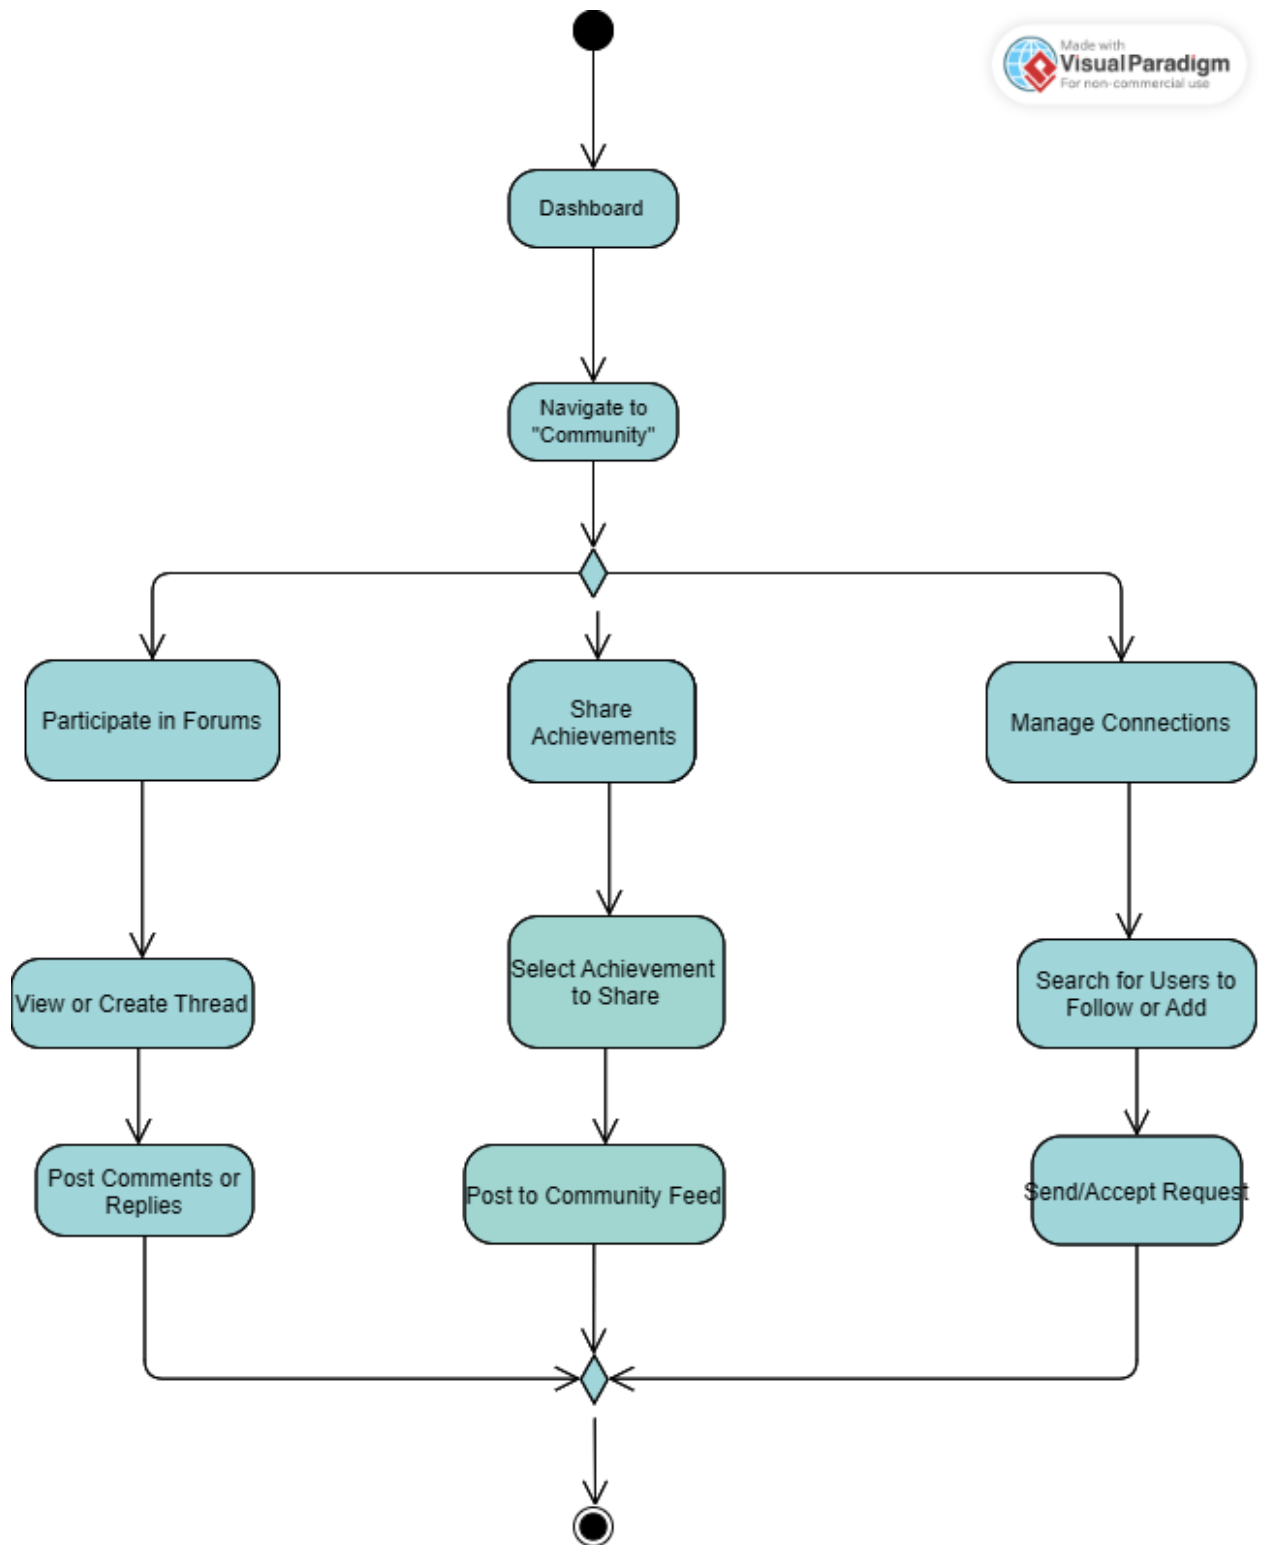 Made with
Visual Paradigm
For non-commercial use
Dashboard
Navigate to
"Community"
Participate in Forums
Share
Achievements
Manage Connections
View or Create Thread
Select Achievement
to Share
Search for Users to
Follow or Add
Post Comments or
Replies
Post to Community Feed
Send/Accept Request